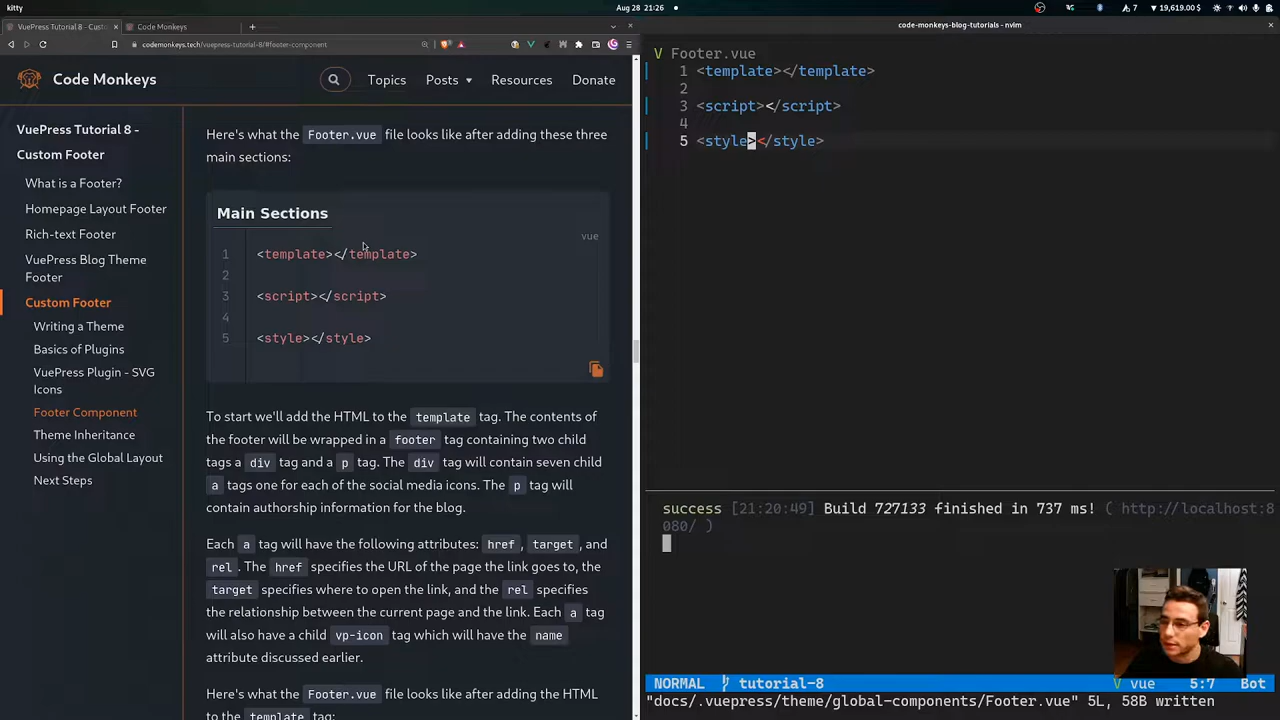 kitty
Aug 28 21:26
7
19,619.00
VuePress Tutorial 8 - Custo
Code Monkeys
codemonkeys.tech/vuepress-tutorial-8/#footer-component
Code Monkeys
Topics
Posts
Resources
Donate
VuePress Tutorial 8 -
Custom Footer
What is a Footer?
Homepage Layout Footer
Rich-text Footer
VuePress Blog Theme
Footer
Custom Footer
Writing a Theme
Basics of Plugins
VuePress Plugin - SVG
Icons
Footer Component
Theme Inheritance
Using the Global Layout
Next Steps
Here's what the Footer.vue file looks like after adding these three
main sections:
Main Sections
vue
1 <template></template>
2
3 <script></script>
4
5 <style></style>
To start we'll add the HTML to the template tag. The contents of
the footer will be wrapped in a footer tag containing two child
tags a div tag and a p tag. The div tag will contain seven child
a tags one for each of the social media icons. The p tag will
contain authorship information for the blog.
Each a tag will have the following attributes: href, target, and
rel. The href specifies the URL of the page the link goes to, the
target specifies where to open the link, and the rel specifies
the relationship between the current page and the link. Each a tag
will also have a child vp-icon tag which will have the name
attribute discussed earlier.
Here's what the Footer.vue file looks like after adding the HTML
to the template tag:
code-monkeys-blog-tutorials - nvim
V Footer.vue
1 <template></template>
2
3 <script></script>
4
5 <style></style>
success [21:20:49] Build 727133 finished in 737 ms! ( http://localhost:8
080/ )
NORMAL tutorial-8 V vue 5:7 Bot
"docs/.vuepress/theme/global-components/Footer.vue" 5L, 58B written